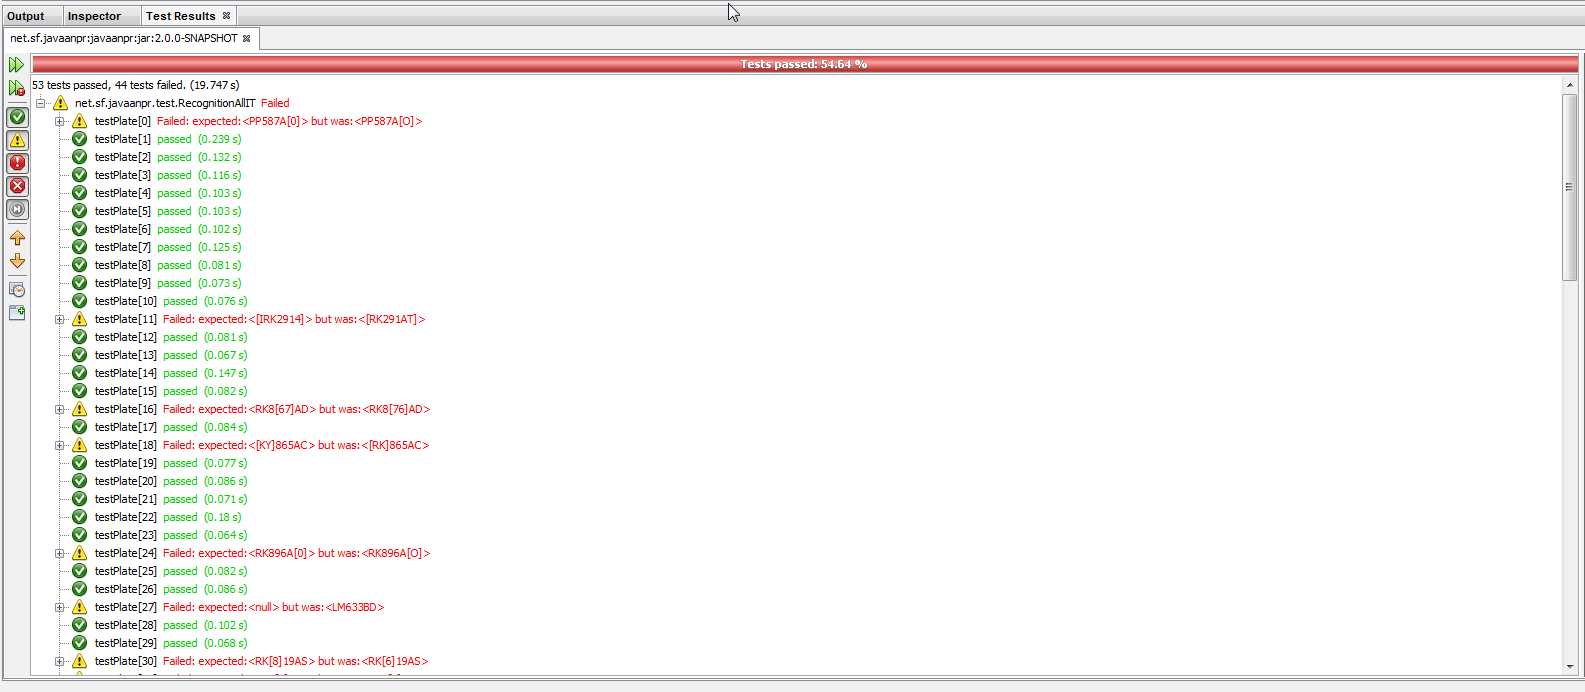 Output Inspector Test Results
net.sf.javaanpr:javaanpr:jar:2.0.0-SNAPSHOT
Tests passed: 54.64 %
53 tests passed, 44 tests failed. (19.747 s)
net.sf.javaanpr.test.RecognitionAllIT Failed
testPlate[0] Failed: expected:<PP587A[0]> but was:<PP587A[O]>
testPlate[1] passed (0.239 s)
testPlate[2] passed (0.132 s)
testPlate[3] passed (0.116 s)
testPlate[4] passed (0.103 s)
testPlate[5] passed (0.103 s)
testPlate[6] passed (0.102 s)
testPlate[7] passed (0.125 s)
testPlate[8] passed (0.081 s)
testPlate[9] passed (0.073 s)
testPlate[10] passed (0.076 s)
testPlate[11] Failed: expected:<[IRK2914]> but was:<[RK291AT]>
testPlate[12] passed (0.081 s)
testPlate[13] passed (0.067 s)
testPlate[14] passed (0.147 s)
testPlate[15] passed (0.082 s)
testPlate[16] Failed: expected:<RK8[67]AD> but was:<RK8[76]AD>
testPlate[17] passed (0.084 s)
testPlate[18] Failed: expected:<[KY]865AC> but was:<[RK]865AC>
testPlate[19] passed (0.077 s)
testPlate[20] passed (0.086 s)
testPlate[21] passed (0.071 s)
testPlate[22] passed (0.18 s)
testPlate[23] passed (0.064 s)
testPlate[24] Failed: expected:<RK896A[0]> but was:<RK896A[O]>
testPlate[25] passed (0.082 s)
testPlate[26] passed (0.086 s)
testPlate[27] Failed: expected:<null> but was:<LM633BD>
testPlate[28] passed (0.102 s)
testPlate[29] passed (0.068 s)
testPlate[30] Failed: expected:<RK[8]19AS> but was:<RK[6]19AS>